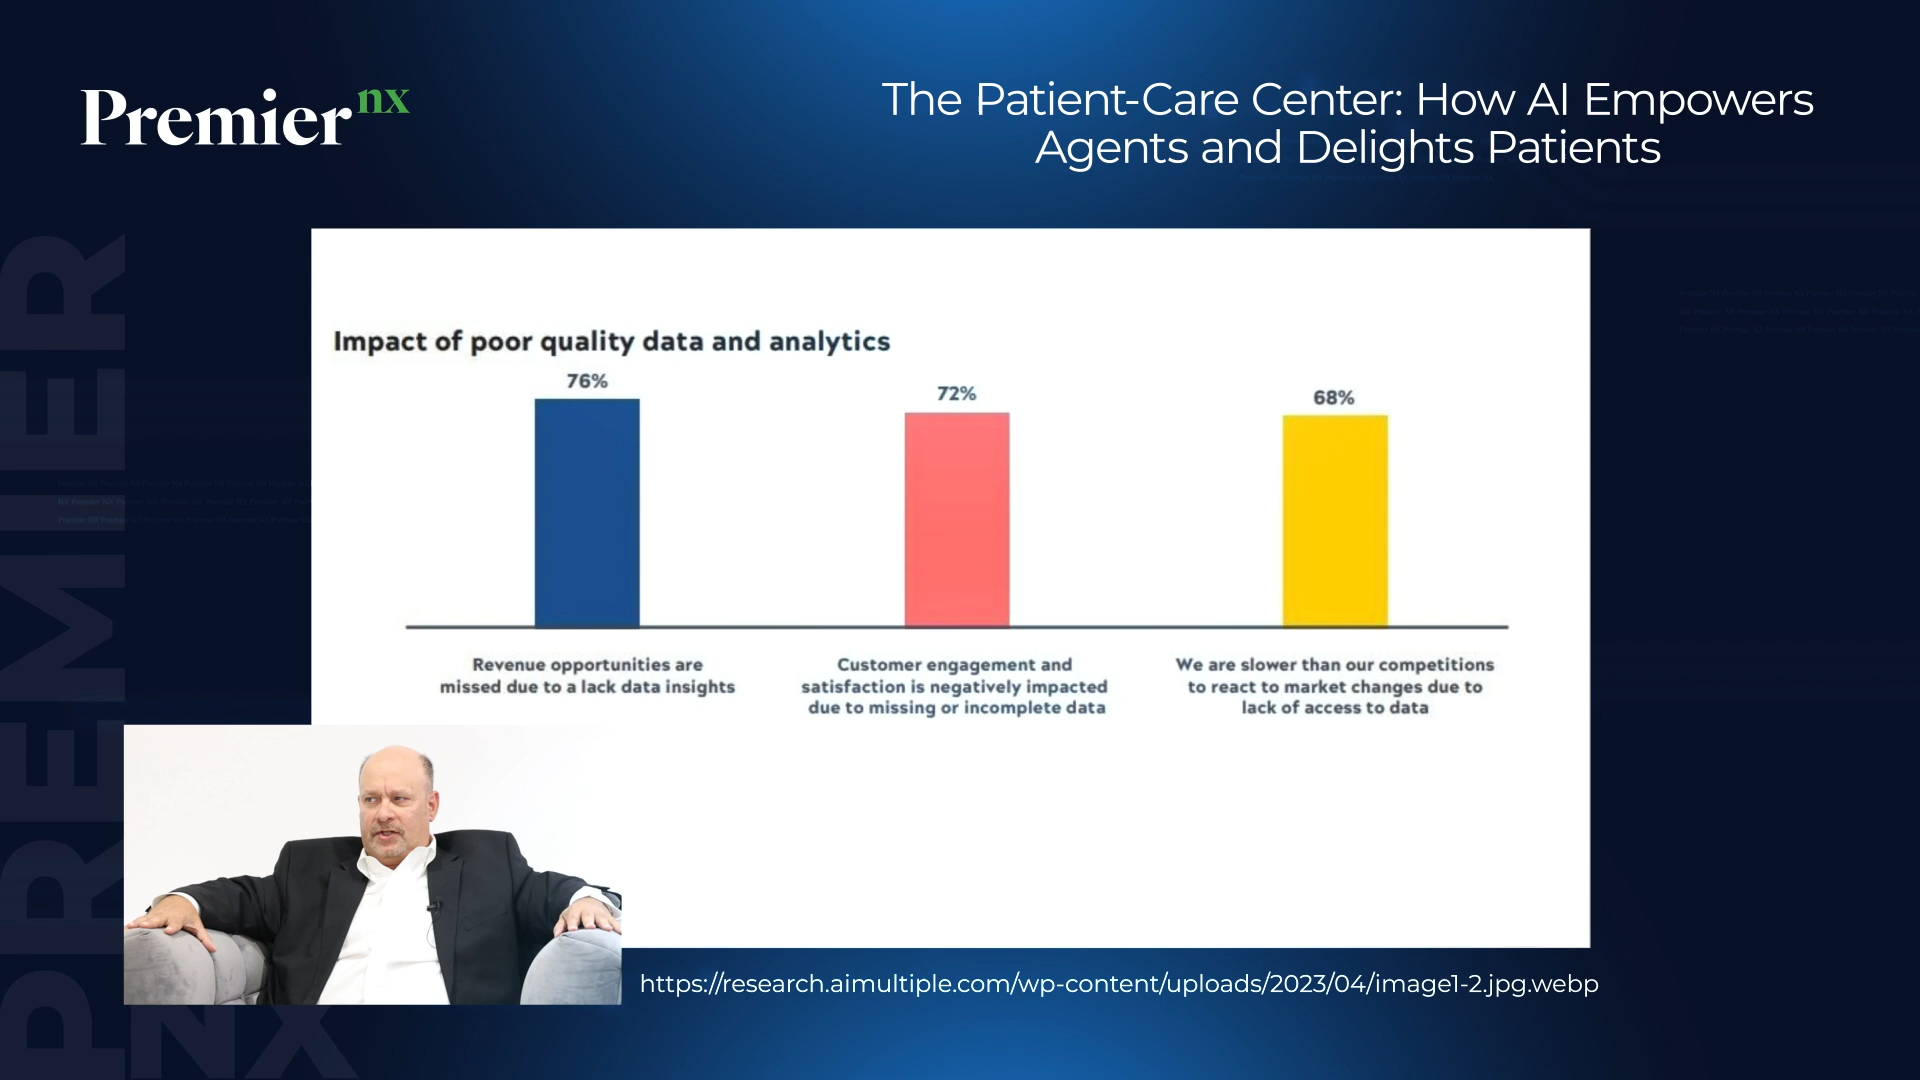 Premier nx
The Patient-Care Center: How AI Empowers
Agents and Delights Patients
Impact of poor quality data and analytics
76%
72%
68%
Revenue opportunities are
missed due to a lack data insights
Customer engagement and
satisfaction is negatively impacted
due to missing or incomplete data
We are slower than our competitions
to react to market changes due to
lack of access to data
https://research.aimultiple.com/wp-content/uploads/2023/04/image1-2.jpg.webp
PREMIER
NX